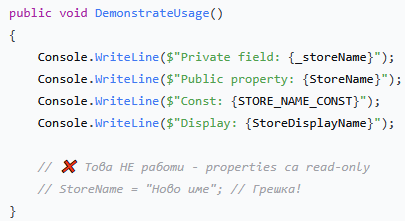 public void DemonstrateUsage()
{
    Console.WriteLine($"Private field: {_storeName}");
    Console.WriteLine($"Public property: {StoreName}");
    Console.WriteLine($"Const: {STORE_NAME_CONST}");
    Console.WriteLine($"Display: {StoreDisplayName}");

    // ❌ Това НЕ работи - properties са read-only
    // StoreName = "Ново име"; // Грешка!
}